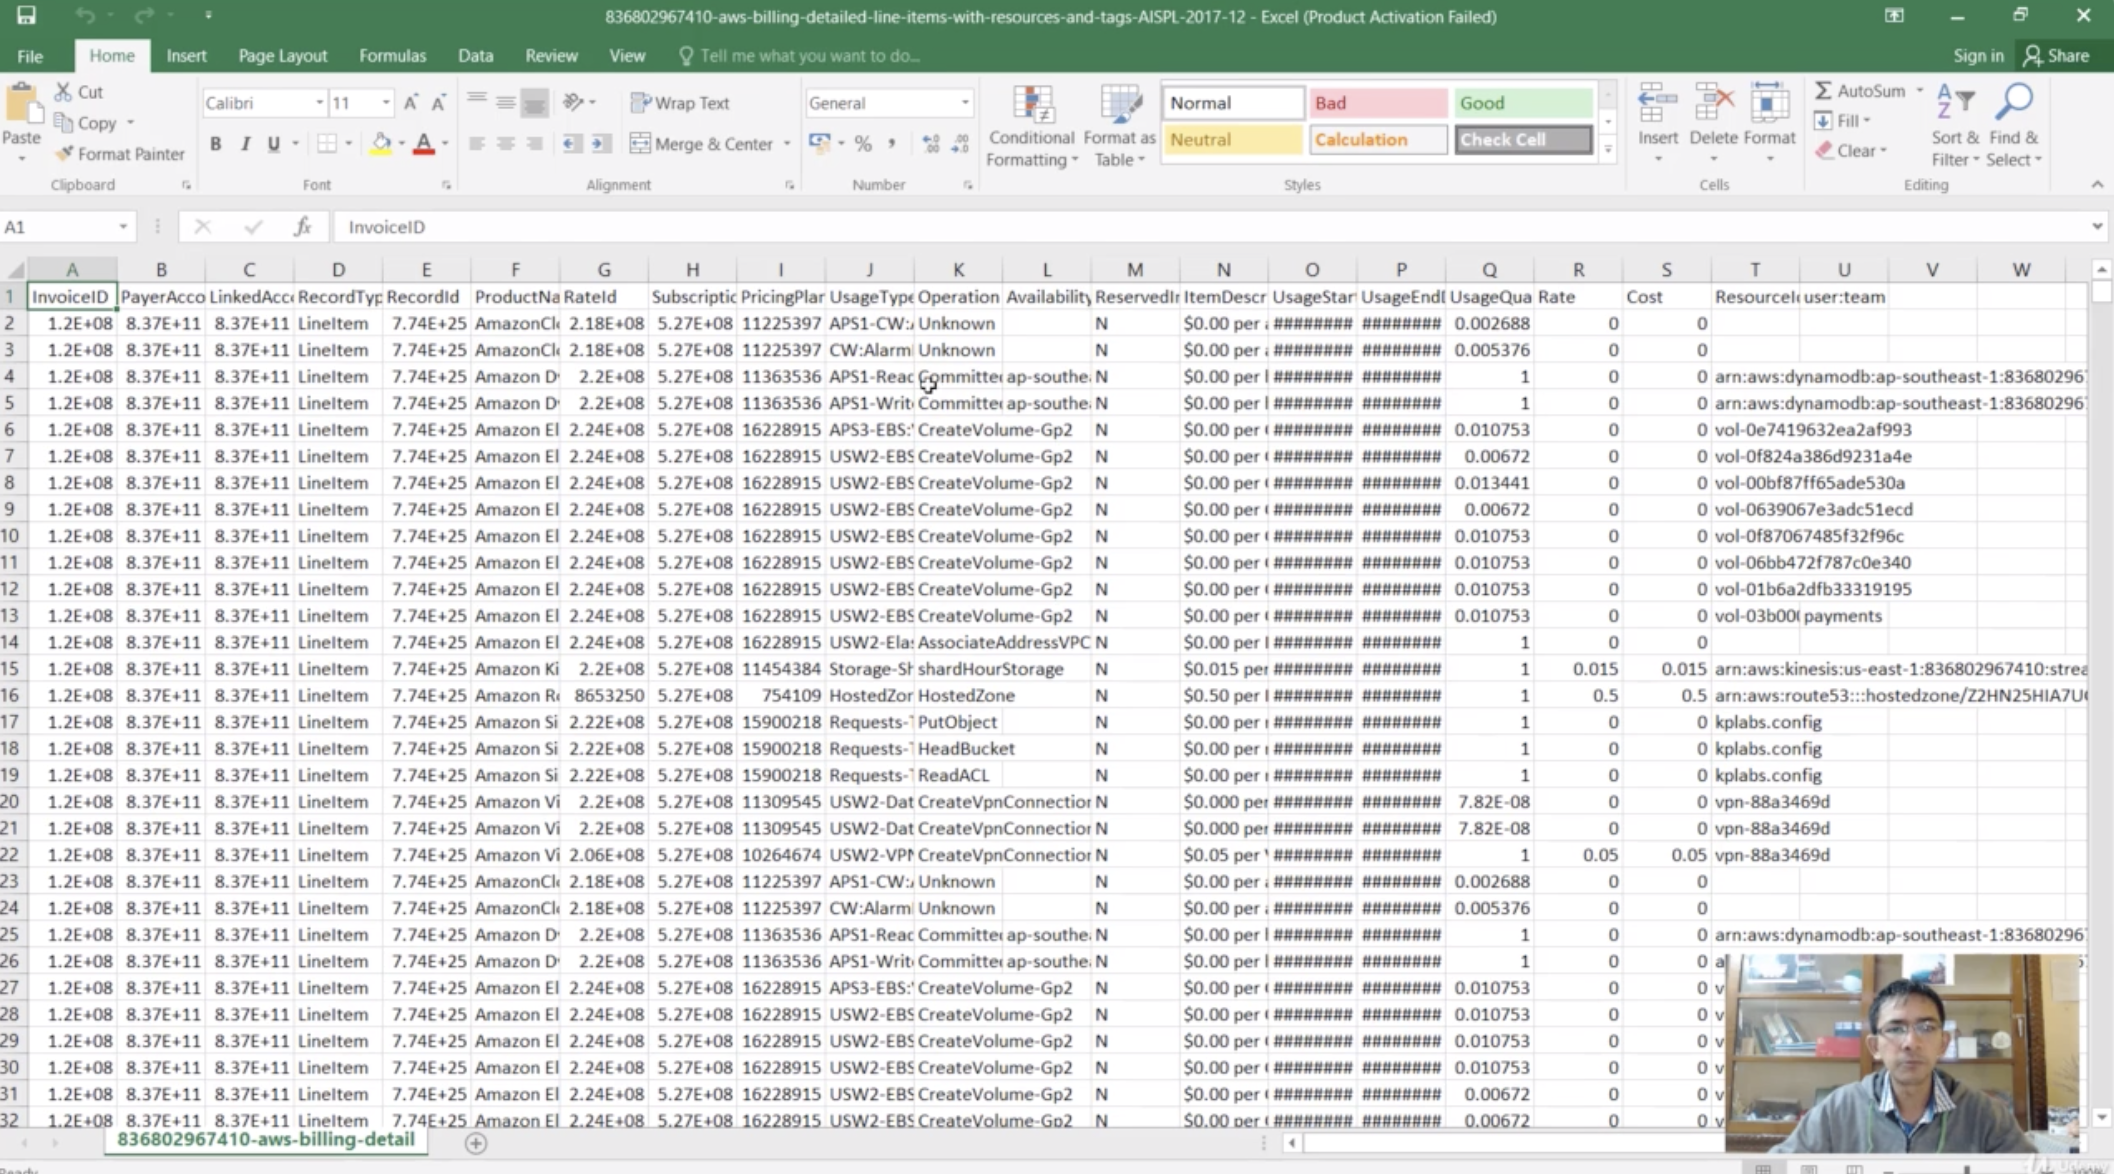 836802967410-aws-billing-detailed-line-items-with-resources-and-tags-AISPL-2017-12 - Excel (Product Activation Failed)
File Home Insert Page Layout Formulas Data Review View Tell me what you want to do... Sign in Share
Paste Cut Copy Format Painter Clipboard
Calibri 11 B I U Font
Wrap Text Merge & Center Alignment
General % Number
Conditional Formatting Format as Table
Normal Bad Good Neutral Calculation Check Cell Styles
Insert Delete Format Cells
AutoSum Fill Clear Sort & Filter Find & Select Editing
A1 fx InvoiceID
A B C D E F G H I J K L M N O P Q R S T U V W
1 InvoiceID PayerAcco LinkedAcc RecordTyp RecordId ProductNa RateId Subscriptic PricingPlan UsageType Operation Availability ReservedIn ItemDescr UsageStar UsageEndD UsageQua Rate Cost ResourceId user:team
2 1.2E+08 8.37E+11 8.37E+11 LineItem 7.74E+25 AmazonClo 2.18E+08 5.27E+08 11225397 APS1-CW:A Unknown N $0.00 per a ######## ######## 0.002688 0 0
3 1.2E+08 8.37E+11 8.37E+11 LineItem 7.74E+25 AmazonClo 2.18E+08 5.27E+08 11225397 CW:Alarm Unknown N $0.00 per a ######## ######## 0.005376 0 0
4 1.2E+08 8.37E+11 8.37E+11 LineItem 7.74E+25 Amazon Dy 2.2E+08 5.27E+08 11363536 APS1-Read Committed ap-southea N $0.00 per ######## ######## 1 0 0 arn:aws:dynamodb:ap-southeast-1:83680296
5 1.2E+08 8.37E+11 8.37E+11 LineItem 7.74E+25 Amazon Dy 2.2E+08 5.27E+08 11363536 APS1-Write Committed ap-southea N $0.00 per ######## ######## 1 0 0 arn:aws:dynamodb:ap-southeast-1:83680296
6 1.2E+08 8.37E+11 8.37E+11 LineItem 7.74E+25 Amazon El 2.24E+08 5.27E+08 16228915 APS3-EBS: CreateVolume-Gp2 N $0.00 per ######## ######## 0.010753 0 0 vol-0e7419632ea2af993
7 1.2E+08 8.37E+11 8.37E+11 LineItem 7.74E+25 Amazon El 2.24E+08 5.27E+08 16228915 USW2-EBS CreateVolume-Gp2 N $0.00 per ######## ######## 0.00672 0 0 vol-0f824a386d9231a4e
8 1.2E+08 8.37E+11 8.37E+11 LineItem 7.74E+25 Amazon El 2.24E+08 5.27E+08 16228915 USW2-EBS CreateVolume-Gp2 N $0.00 per ######## ######## 0.013441 0 0 vol-00bf87ff65ade530a
9 1.2E+08 8.37E+11 8.37E+11 LineItem 7.74E+25 Amazon El 2.24E+08 5.27E+08 16228915 USW2-EBS CreateVolume-Gp2 N $0.00 per ######## ######## 0.00672 0 0 vol-0639067e3adc51ecd
10 1.2E+08 8.37E+11 8.37E+11 LineItem 7.74E+25 Amazon El 2.24E+08 5.27E+08 16228915 USW2-EBS CreateVolume-Gp2 N $0.00 per ######## ######## 0.010753 0 0 vol-0f87067485f32f96c
11 1.2E+08 8.37E+11 8.37E+11 LineItem 7.74E+25 Amazon El 2.24E+08 5.27E+08 16228915 USW2-EBS CreateVolume-Gp2 N $0.00 per ######## ######## 0.010753 0 0 vol-06bb472f787c0e340
12 1.2E+08 8.37E+11 8.37E+11 LineItem 7.74E+25 Amazon El 2.24E+08 5.27E+08 16228915 USW2-EBS CreateVolume-Gp2 N $0.00 per ######## ######## 0.010753 0 0 vol-01b6a2dfb33319195
13 1.2E+08 8.37E+11 8.37E+11 LineItem 7.74E+25 Amazon El 2.24E+08 5.27E+08 16228915 USW2-EBS CreateVolume-Gp2 N $0.00 per ######## ######## 0.010753 0 0 vol-03b00 payments
14 1.2E+08 8.37E+11 8.37E+11 LineItem 7.74E+25 Amazon El 2.24E+08 5.27E+08 16228915 USW2-Elas AssociateAddressVPC N $0.00 per ######## ######## 1 0 0
15 1.2E+08 8.37E+11 8.37E+11 LineItem 7.74E+25 Amazon Ki 2.2E+08 5.27E+08 11454384 Storage-Sh shardHourStorage N $0.015 per ######## ######## 1 0.015 0.015 arn:aws:kinesis:us-east-1:836802967410:strea
16 1.2E+08 8.37E+11 8.37E+11 LineItem 7.74E+25 Amazon Ro 8653250 5.27E+08 754109 HostedZon HostedZone N $0.50 per ######## ######## 1 0.5 0.5 arn:aws:route53:::hostedzone/Z2HN25HIA7U
17 1.2E+08 8.37E+11 8.37E+11 LineItem 7.74E+25 Amazon Si 2.22E+08 5.27E+08 15900218 Requests-T PutObject N $0.00 per r ######## ######## 1 0 0 kplabs.config
18 1.2E+08 8.37E+11 8.37E+11 LineItem 7.74E+25 Amazon Si 2.22E+08 5.27E+08 15900218 Requests-T HeadBucket N $0.00 per r ######## ######## 1 0 0 kplabs.config
19 1.2E+08 8.37E+11 8.37E+11 LineItem 7.74E+25 Amazon Si 2.22E+08 5.27E+08 15900218 Requests-T ReadACL N $0.00 per r ######## ######## 1 0 0 kplabs.config
20 1.2E+08 8.37E+11 8.37E+11 LineItem 7.74E+25 Amazon Vi 2.2E+08 5.27E+08 11309545 USW2-Dat CreateVpnConnection N $0.000 per ######## ######## 7.82E-08 0 0 vpn-88a3469d
21 1.2E+08 8.37E+11 8.37E+11 LineItem 7.74E+25 Amazon Vi 2.2E+08 5.27E+08 11309545 USW2-Dat CreateVpnConnection N $0.000 per ######## ######## 7.82E-08 0 0 vpn-88a3469d
22 1.2E+08 8.37E+11 8.37E+11 LineItem 7.74E+25 Amazon Vi 2.06E+08 5.27E+08 10264674 USW2-VPN CreateVpnConnection N $0.05 per V ######## ######## 1 0.05 0.05 vpn-88a3469d
23 1.2E+08 8.37E+11 8.37E+11 LineItem 7.74E+25 AmazonClo 2.18E+08 5.27E+08 11225397 APS1-CW:A Unknown N $0.00 per a ######## ######## 0.002688 0 0
24 1.2E+08 8.37E+11 8.37E+11 LineItem 7.74E+25 AmazonClo 2.18E+08 5.27E+08 11225397 CW:Alarm Unknown N $0.00 per a ######## ######## 0.005376 0 0
25 1.2E+08 8.37E+11 8.37E+11 LineItem 7.74E+25 Amazon Dy 2.2E+08 5.27E+08 11363536 APS1-Read Committed ap-southea N $0.00 per ######## ######## 1 0 0 arn:aws:dynamodb:ap-southeast-1:83680296
26 1.2E+08 8.37E+11 8.37E+11 LineItem 7.74E+25 Amazon Dy 2.2E+08 5.27E+08 11363536 APS1-Write Committed ap-southea N $0.00 per ######## ######## 1 0 0 a
27 1.2E+08 8.37E+11 8.37E+11 LineItem 7.74E+25 Amazon El 2.24E+08 5.27E+08 16228915 APS3-EBS: CreateVolume-Gp2 N $0.00 per ######## ######## 0.010753 0 0 v
28 1.2E+08 8.37E+11 8.37E+11 LineItem 7.74E+25 Amazon El 2.24E+08 5.27E+08 16228915 USW2-EBS CreateVolume-Gp2 N $0.00 per ######## ######## 0.010753 0 0 v
29 1.2E+08 8.37E+11 8.37E+11 LineItem 7.74E+25 Amazon El 2.24E+08 5.27E+08 16228915 USW2-EBS CreateVolume-Gp2 N $0.00 per ######## ######## 0.010753 0 0 v
30 1.2E+08 8.37E+11 8.37E+11 LineItem 7.74E+25 Amazon El 2.24E+08 5.27E+08 16228915 USW2-EBS CreateVolume-Gp2 N $0.00 per ######## ######## 0.010753 0 0 v
31 1.2E+08 8.37E+11 8.37E+11 LineItem 7.74E+25 Amazon El 2.24E+08 5.27E+08 16228915 USW2-EBS CreateVolume-Gp2 N $0.00 per ######## ######## 0.00672 0 0 v
32 1.2E+08 8.37E+11 8.37E+11 LineItem 7.74E+25 Amazon El 2.24E+08 5.27E+08 16228915 USW2-EBS CreateVolume-Gp2 N $0.00 per ######## ######## 0.00672 0 0 v
836802967410-aws-billing-detail